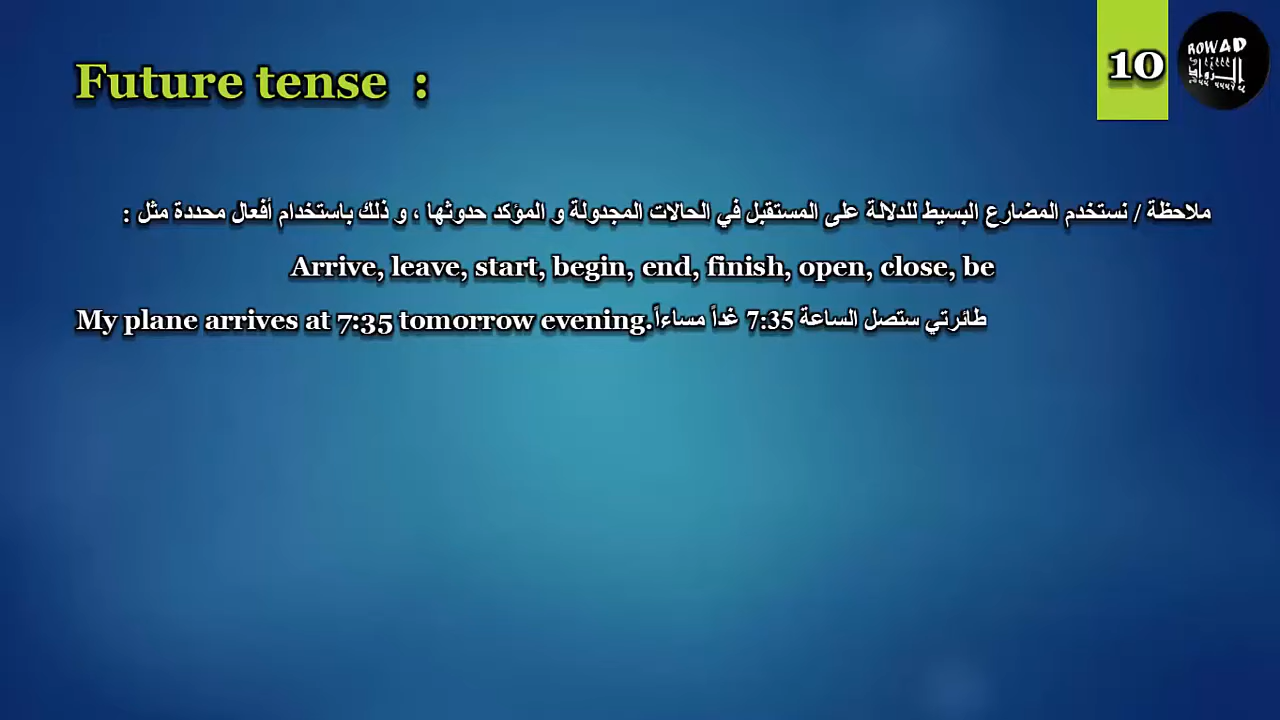 Future tense :
10
ROWAD
الرواد
ملاحظة / نستخدم المضارع البسيط للدلالة على المستقبل في الحالات المجدولة و المؤكد حدوثها ، و ذلك باستخدام أفعال محددة مثل :
Arrive, leave, start, begin, end, finish, open, close, be
My plane arrives at 7:35 tomorrow evening.طائرتي ستصل الساعة 7:35 غداً مساءاً